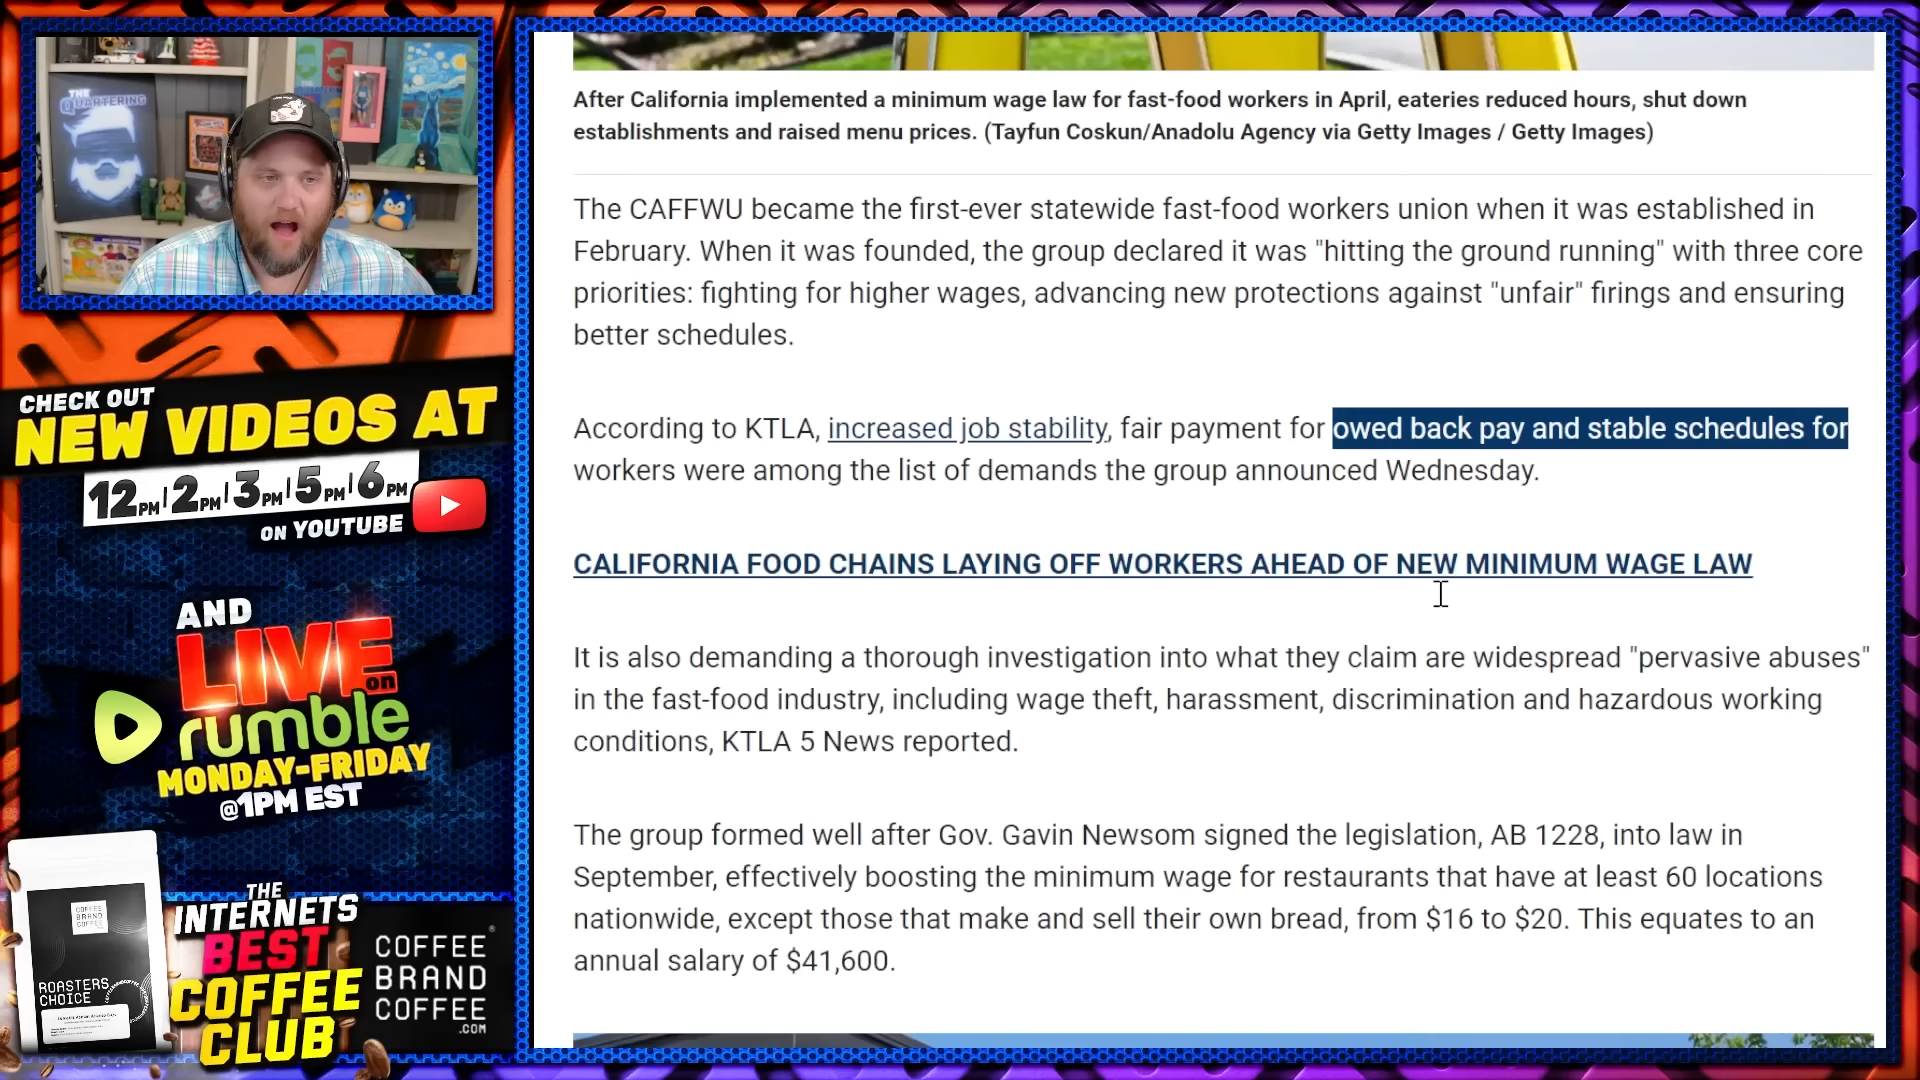 THE
QUARTERING
CHECK OUT
NEW VIDEOS AT
12PM | 2PM | 3PM | 5PM | 6PM
ON YOUTUBE
AND
LIVE
on
rumble
MONDAY-FRIDAY
@1PM EST
THE
INTERNETS
BEST
COFFEE
CLUB
COFFEE
BRAND
COFFEE
ROASTERS
CHOICE
COFFEE
BRAND
COFFEE
.COM
After California implemented a minimum wage law for fast-food workers in April, eateries reduced hours, shut down
establishments and raised menu prices. (Tayfun Coskun/Anadolu Agency via Getty Images / Getty Images)
The CAFFWU became the first-ever statewide fast-food workers union when it was established in
February. When it was founded, the group declared it was "hitting the ground running" with three core
priorities: fighting for higher wages, advancing new protections against "unfair" firings and ensuring
better schedules.
According to KTLA, increased job stability, fair payment for owed back pay and stable schedules for
workers were among the list of demands the group announced Wednesday.
CALIFORNIA FOOD CHAINS LAYING OFF WORKERS AHEAD OF NEW MINIMUM WAGE LAW
It is also demanding a thorough investigation into what they claim are widespread "pervasive abuses"
in the fast-food industry, including wage theft, harassment, discrimination and hazardous working
conditions, KTLA 5 News reported.
The group formed well after Gov. Gavin Newsom signed the legislation, AB 1228, into law in
September, effectively boosting the minimum wage for restaurants that have at least 60 locations
nationwide, except those that make and sell their own bread, from $16 to $20. This equates to an
annual salary of $41,600.